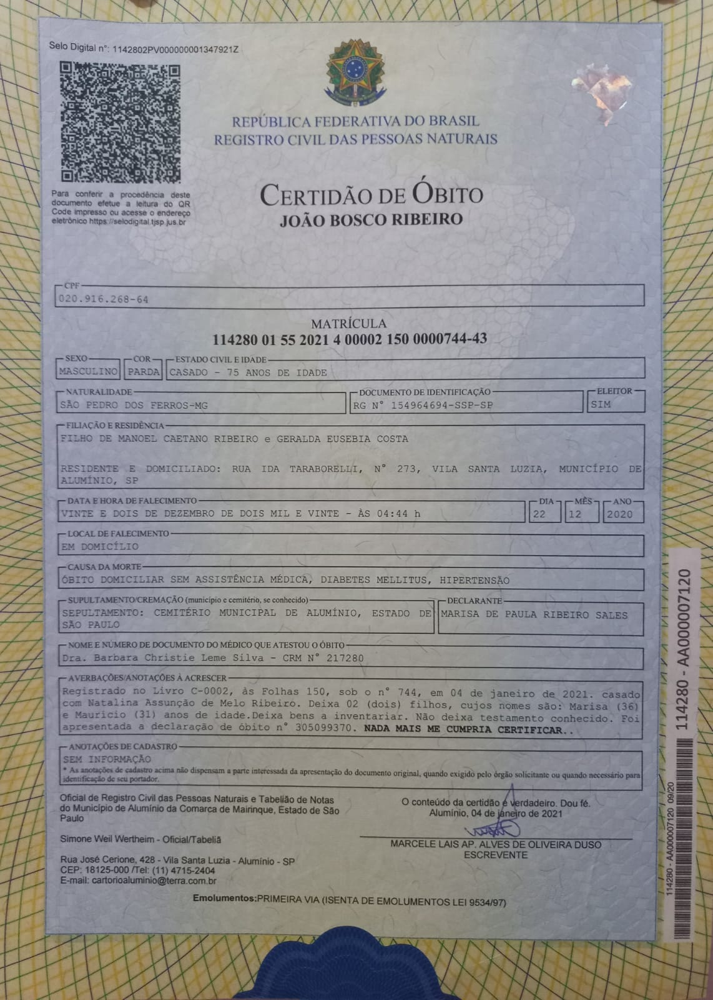 Selo Digital n°: 1142802PV000000001347921Z
Para conferir a procedência deste
documento efetue a leitura do QR
Code impresso ou acesse o endereço
eletrônico https://selodigital.tjsp.jus.br
REPÚBLICA FEDERATIVA DO BRASIL
REGISTRO CIVIL DAS PESSOAS NATURAIS
CERTIDÃO DE ÓBITO
JOÃO BOSCO RIBEIRO
CPF
020.916.268-64
MATRÍCULA
114280 01 55 2021 4 00002 150 0000744-43
SEXO COR ESTADO CIVIL E IDADE
MASCULINO PARDA CASADO - 75 ANOS DE IDADE
NATURALIDADE DOCUMENTO DE IDENTIFICAÇÃO ELEITOR
SÃO PEDRO DOS FERROS-MG RG N° 154964694-SSP-SP SIM
FILIAÇÃO E RESIDÊNCIA
FILHO DE MANOEL CAETANO RIBEIRO e GERALDA EUSEBIA COSTA
RESIDENTE E DOMICILIADO: RUA IDA TARABORELLI, N° 273, VILA SANTA LUZIA, MUNICÍPIO DE
ALUMÍNIO, SP
DATA E HORA DE FALECIMENTO DIA MÊS ANO
VINTE E DOIS DE DEZEMBRO DE DOIS MIL E VINTE - ÀS 04:44 h 22 12 2020
LOCAL DE FALECIMENTO
EM DOMICÍLIO
CAUSA DA MORTE
ÓBITO DOMICILIAR SEM ASSISTÊNCIA MÉDICA, DIABETES MELLITUS, HIPERTENSÃO
SUPULTAMENTO/CREMAÇÃO (município e cemitério, se conhecido) DECLARANTE
SEPULTAMENTO: CEMITÉRIO MUNICIPAL DE ALUMÍNIO, ESTADO DE MARISA DE PAULA RIBEIRO SALES
SÃO PAULO
NOME E NÚMERO DE DOCUMENTO DO MÉDICO QUE ATESTOU O ÓBITO
Dra. Barbara Christie Leme Silva - CRM N° 217280
AVERBAÇÕES/ANOTAÇÕES À ACRESCER
Registrado no Livro C-0002, às Folhas 150, sob o n° 744, em 04 de janeiro de 2021. casado
com Natalina Assunção de Melo Ribeiro. Deixa 02 (dois) filhos, cujos nomes são: Marisa (36)
e Mauricio (31) anos de idade.Deixa bens a inventariar. Não deixa testamento conhecido. Foi
apresentada a declaração de óbito n° 305099370. NADA MAIS ME CUMPRIA CERTIFICAR..
ANOTAÇÕES DE CADASTRO
SEM INFORMAÇÃO
* As anotações de cadastro acima não dispensam a parte interessada da apresentação do documento original, quando exigido pelo órgão solicitante ou quando necessário para
identificação de seu portador.
Oficial de Registro Civil das Pessoas Naturais e Tabelião de Notas
do Município de Alumínio da Comarca de Mairinque, Estado de São
Paulo
Simone Weil Wertheim - Oficial/Tabeliã
Rua José Cerione, 428 - Vila Santa Luzia - Alumínio - SP
CEP: 18125-000 /Tel: (11) 4715-2404
E-mail: cartorioaluminio@terra.com.br
O conteúdo da certidão é verdadeiro. Dou fé.
Alumínio, 04 de janeiro de 2021
MARCELE LAIS AP. ALVES DE OLIVEIRA DUSO
ESCREVENTE
Emolumentos:PRIMEIRA VIA (ISENTA DE EMOLUMENTOS LEI 9534/97)
114280 - AA000007120
114280 - AA000007120 09/20